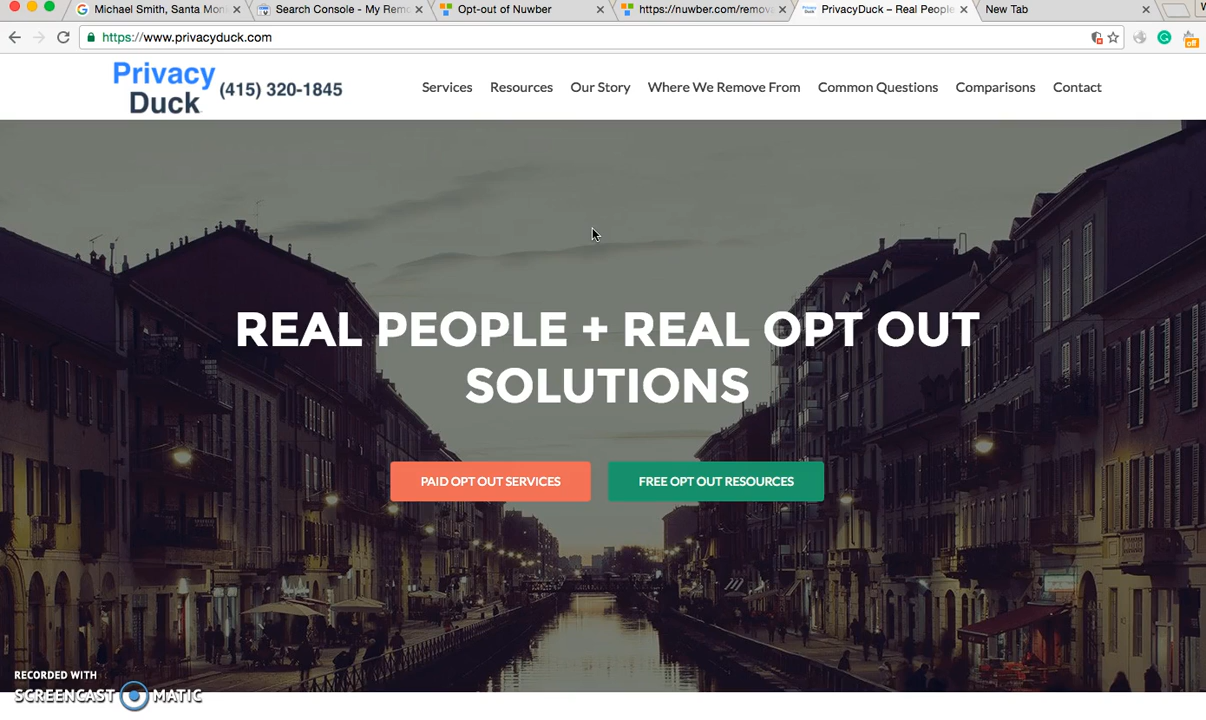 Michael Smith, Santa Mon
Search Console - My Remo
Opt-out of Nuwber
https://nuwber.com/remova
PrivacyDuck – Real People
New Tab
https://www.privacyduck.com
off
Privacy
Duck
(415) 320-1845
Services
Resources
Our Story
Where We Remove From
Common Questions
Comparisons
Contact
REAL PEOPLE + REAL OPT OUT
SOLUTIONS
PAID OPT OUT SERVICES
FREE OPT OUT RESOURCES
RECORDED WITH
SCREENCAST MATIC